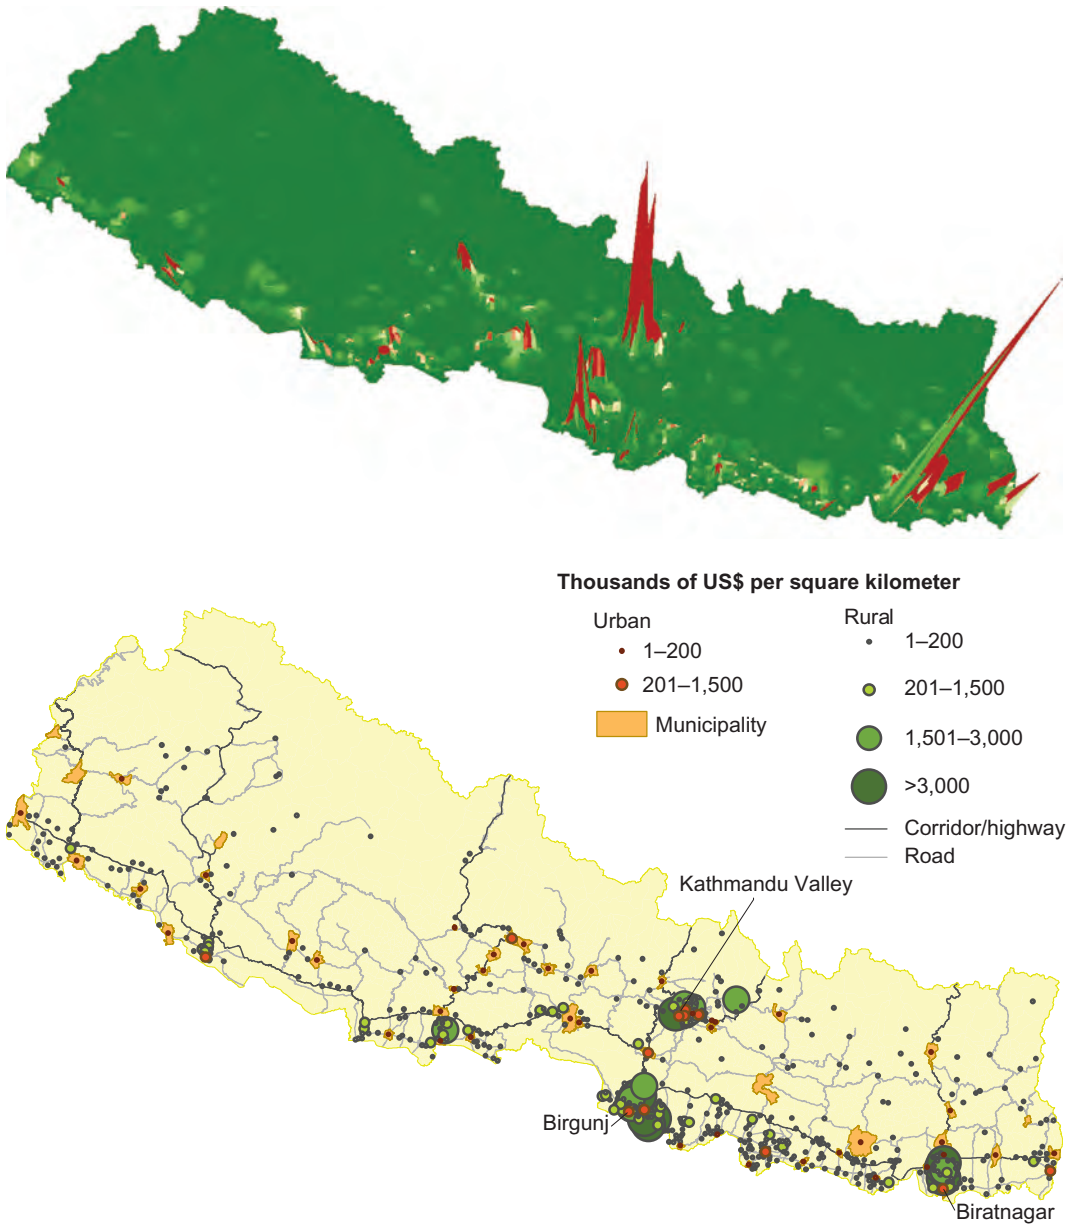 Thousands of US$ per square kilometer
Urban
1–200
201–1,500
Municipality
Rural
1–200
201–1,500
1,501–3,000
>3,000
Corridor/highway
Road
Kathmandu Valley
Birgunj
Biratnagar